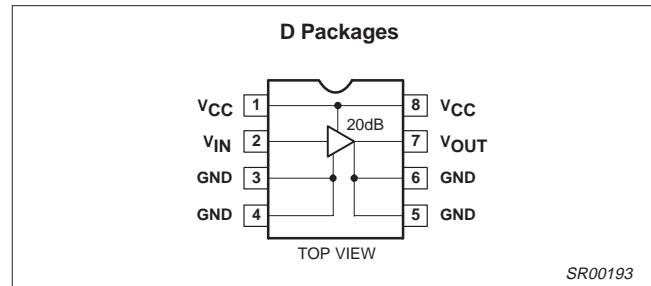 D Packages
VCC 1 8 VCC
20dB
VIN 2 7 VOUT
GND 3 6 GND
GND 4 5 GND
TOP VIEW
SR00193